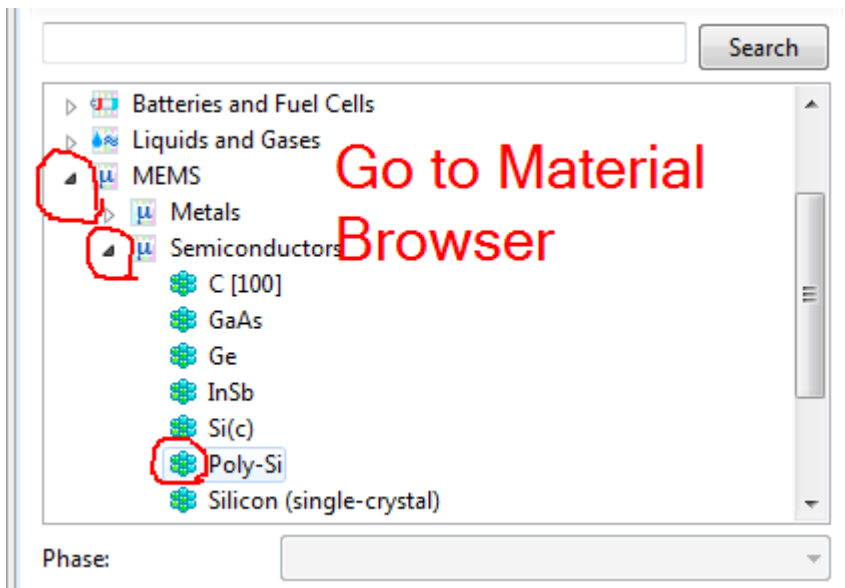 Search
Batteries and Fuel Cells
Liquids and Gases
μ MEMS
μ Metals
μ Semiconductors
Go to Material
Browser
C [100]
GaAs
Ge
InSb
Si(c)
Poly-Si
Silicon (single-crystal)
Phase: